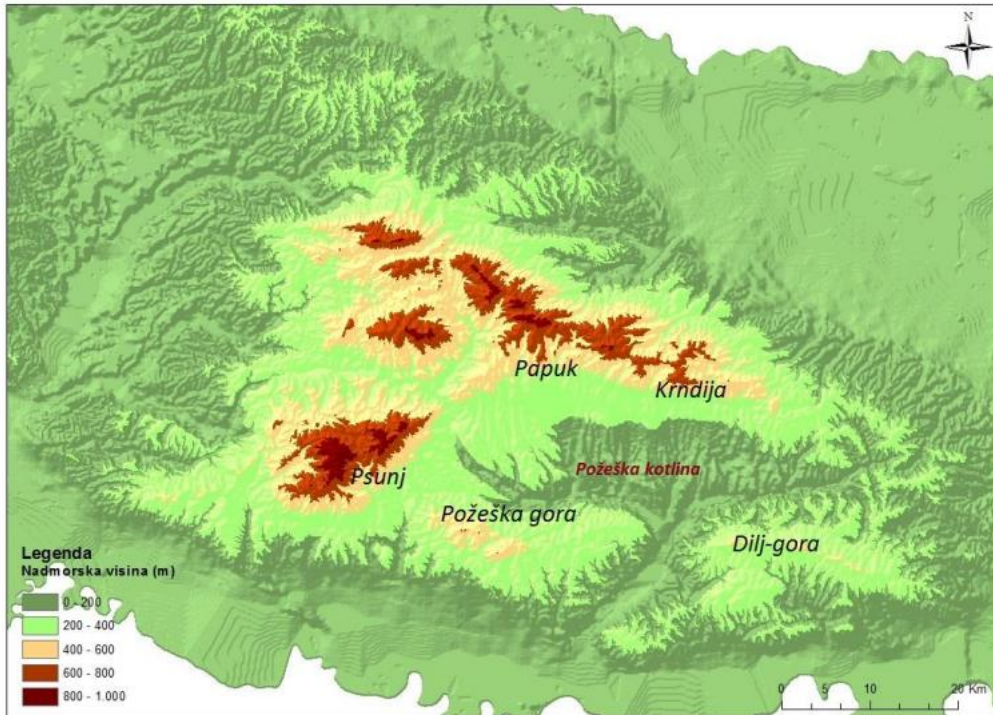 N
Papuk
Krndija
Požeška kotlina
Psunj
Požeška gora
Dilj-gora
Legenda
Nadmorska visina (m)
0 - 200
200 - 400
400 - 600
600 - 800
800 - 1.000
0 5 10 20 Km